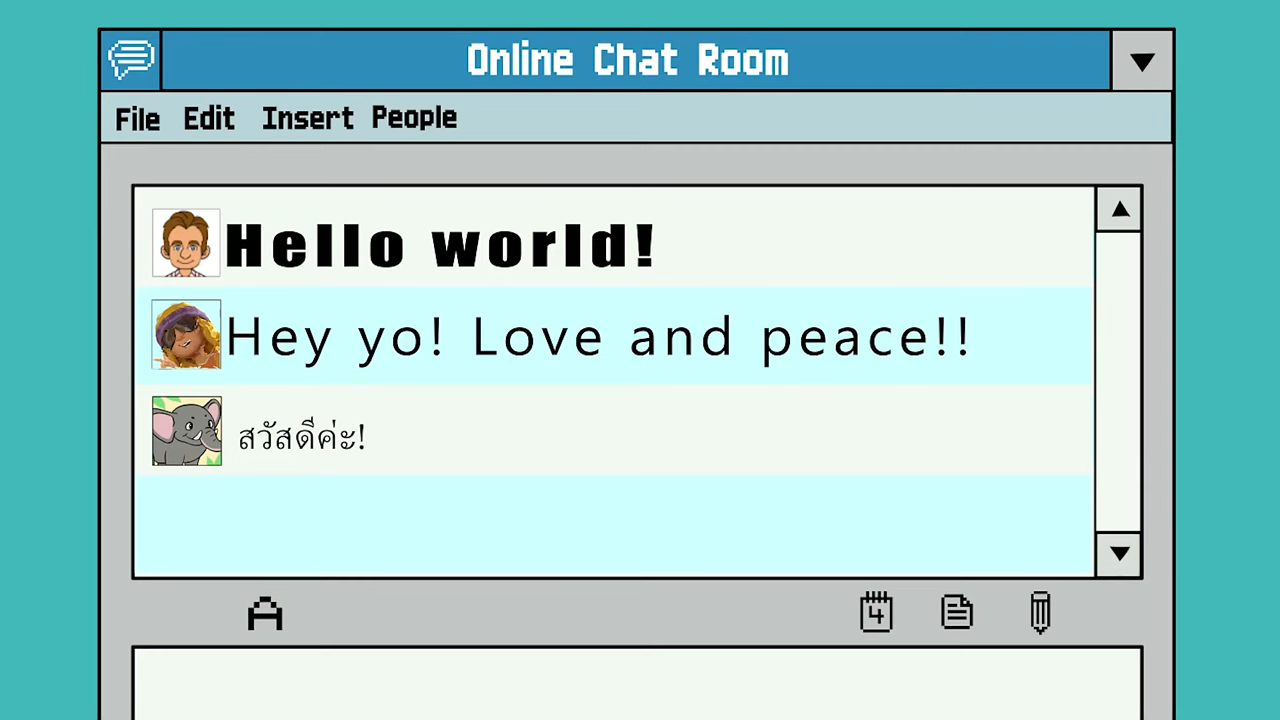 Online Chat Room
File Edit Insert People
Hello world!
Hey yo! Love and peace!!
สวัสดีค่ะ!
A
4